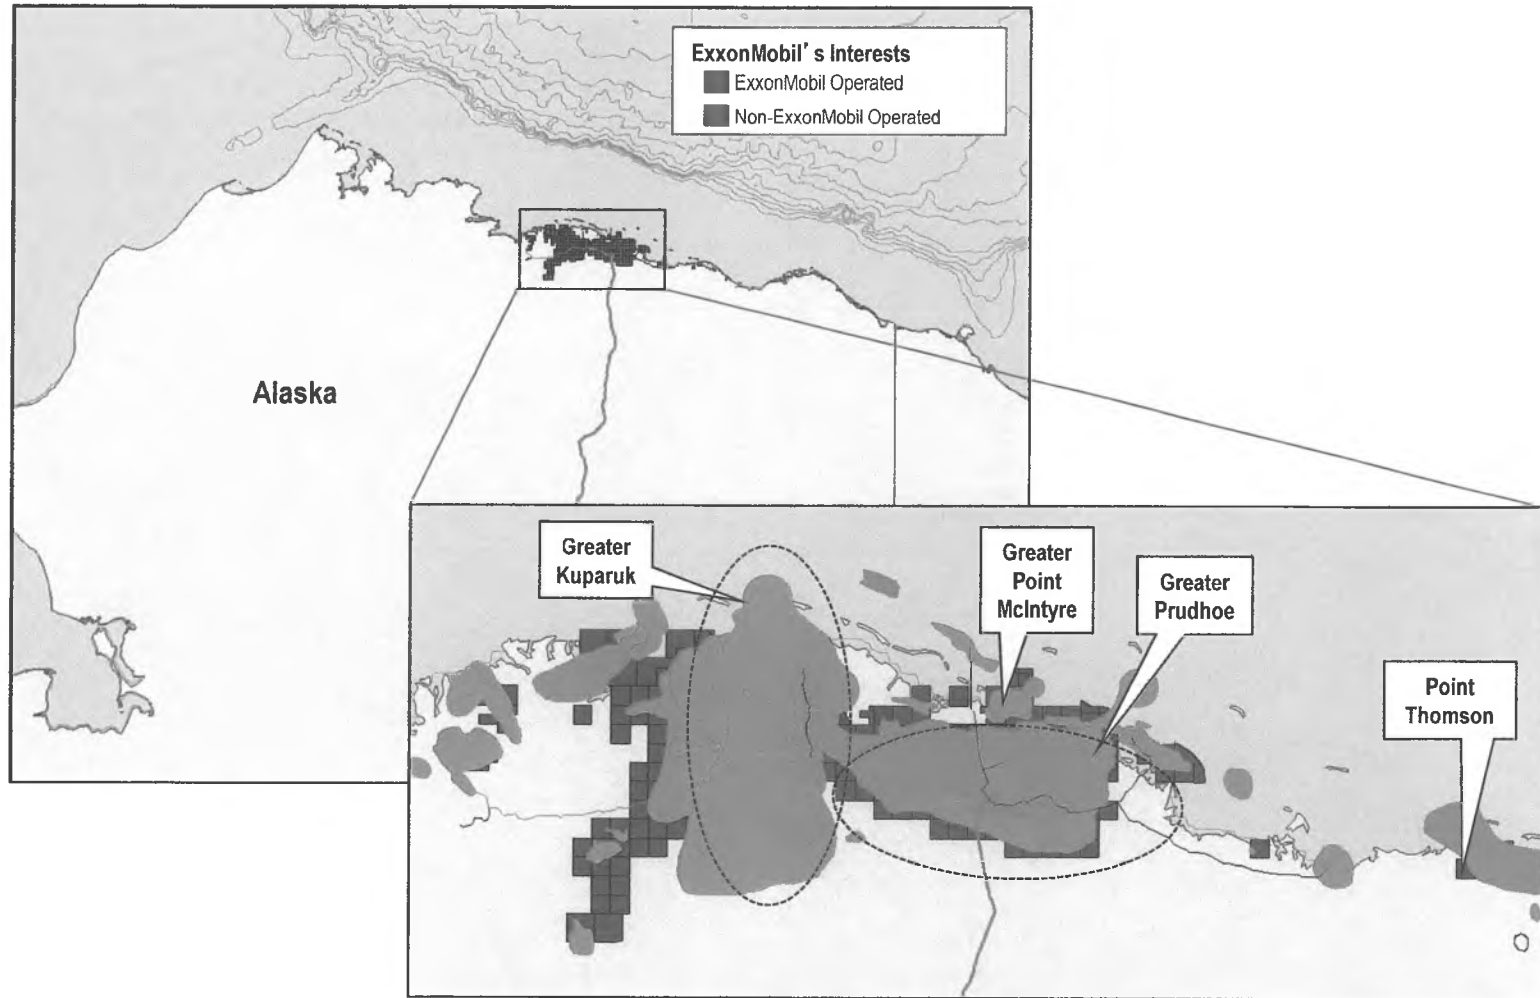 ExxonMobil's Interests
ExxonMobil Operated
Non-ExxonMobil Operated
Alaska
Greater
Kuparuk
Greater
Point
McIntyre
Greater
Prudhoe
Point
Thomson